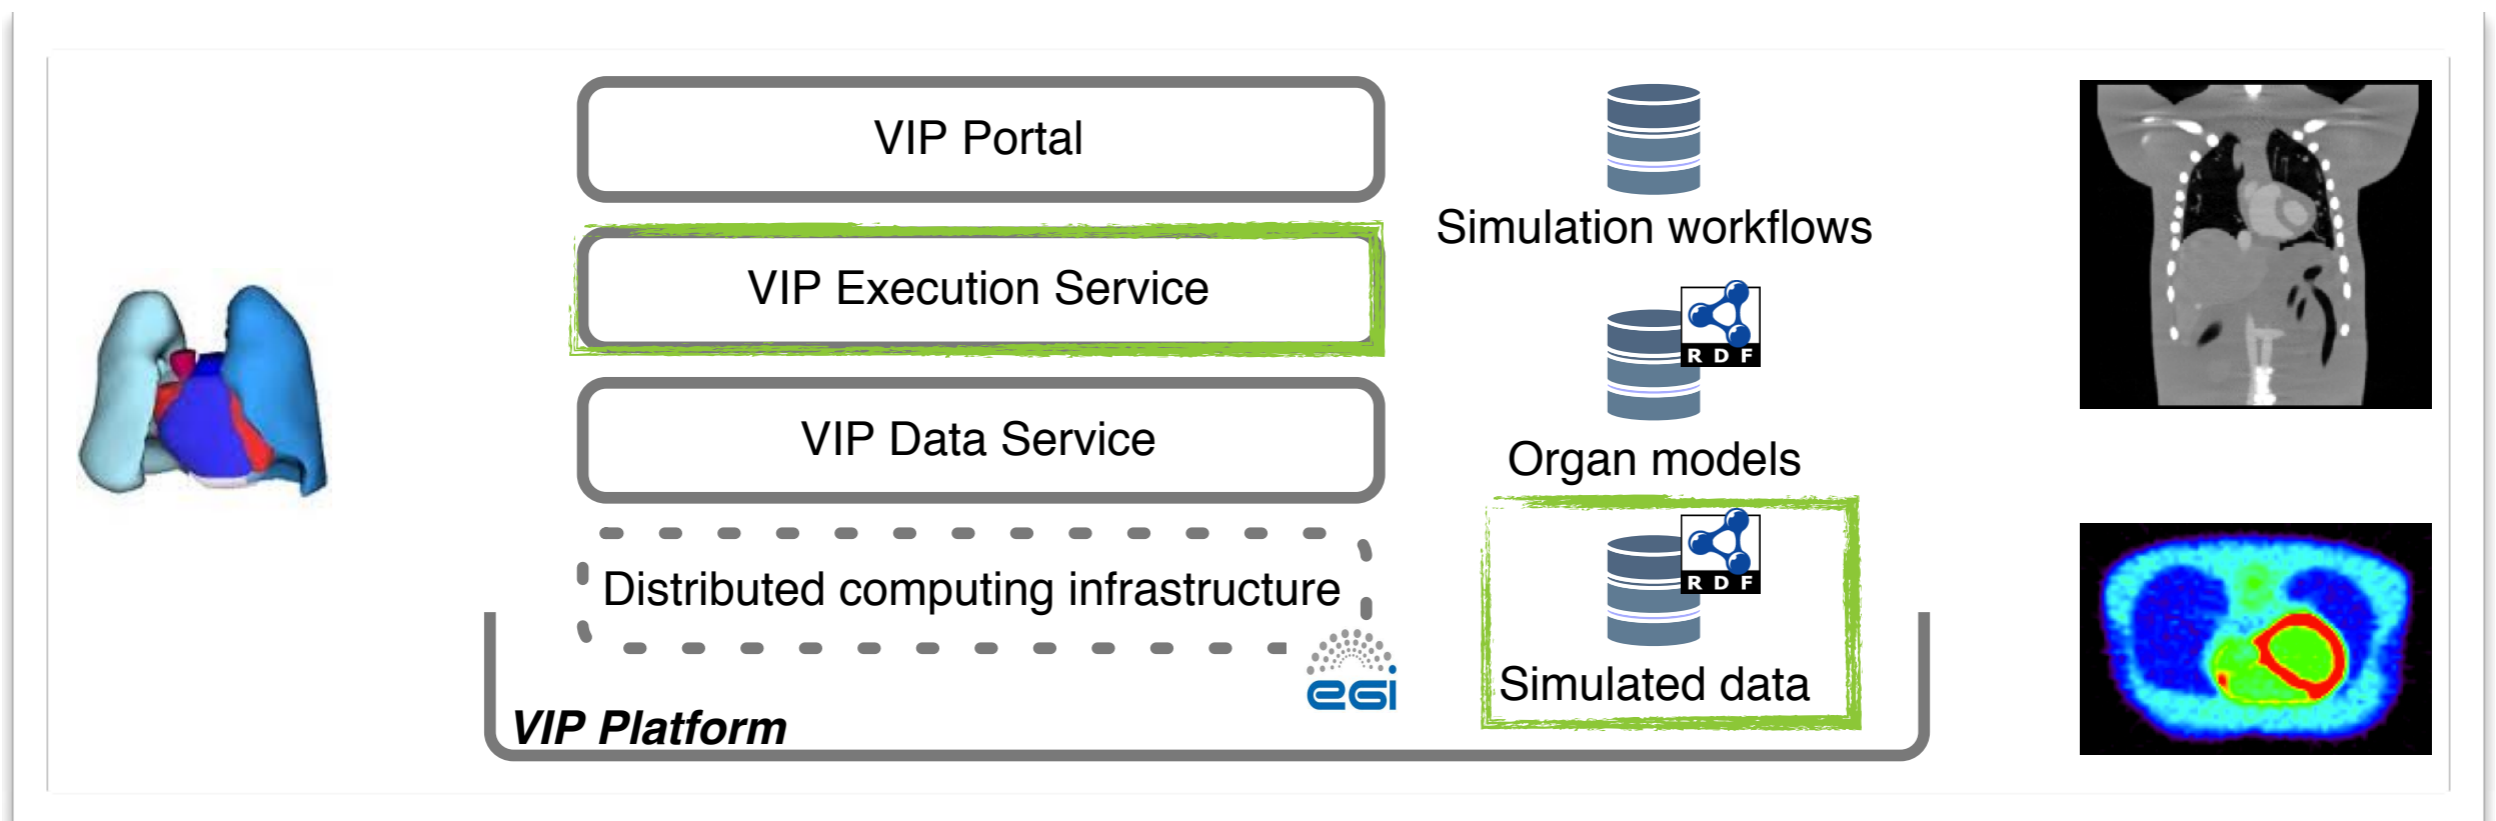 VIP Portal
Simulation workflows
VIP Execution Service
RDF
VIP Data Service
Organ models
RDF
Distributed computing infrastructure
egi
Simulated data
VIP Platform